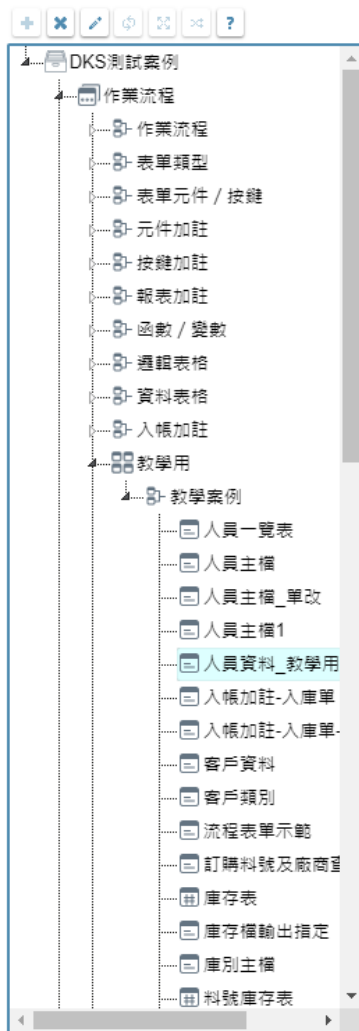 ?
DKS測試案例
作業流程
作業流程
表單類型
表單元件 / 按鍵
元件加註
按鍵加註
報表加註
函數 / 變數
邏輯表格
資料表格
入帳加註
教學用
教學案例
人員一覽表
人員主檔
人員主檔_單改
人員主檔1
人員資料_教學用
入帳加註-入庫單
入帳加註-入庫單-
客戶資料
客戶類別
流程表單示範
訂購料號及廠商查
庫存表
庫存檔輸出指定
庫別主檔
料號庫存表